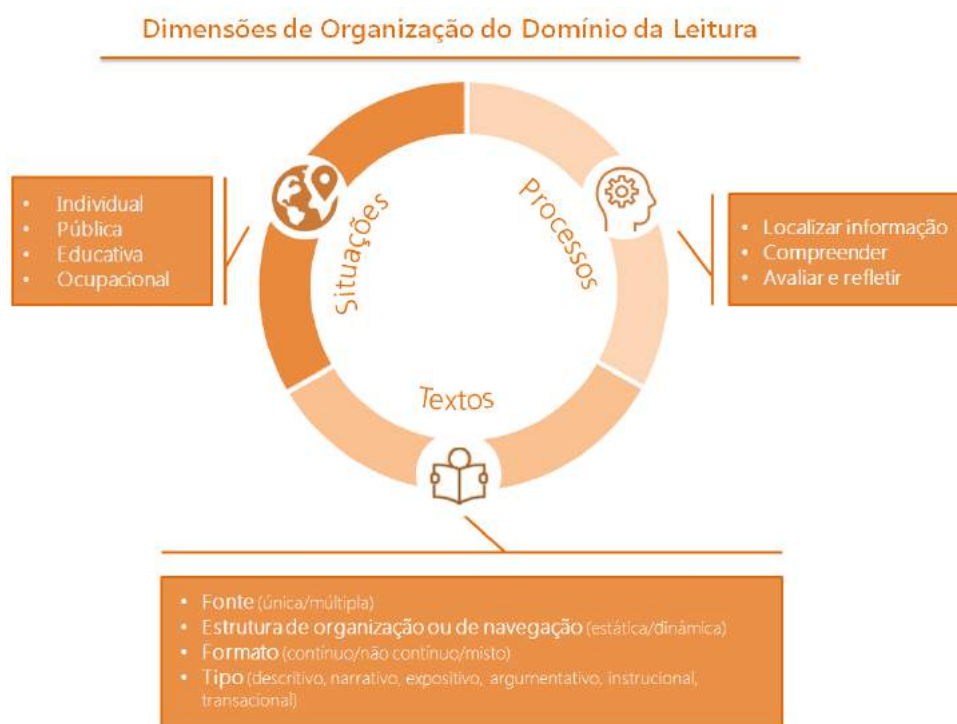 Dimensões de Organização do Domínio da Leitura
Situações
• Individual
• Pública
• Educativa
• Ocupacional
Processos
• Localizar informação
• Compreender
• Avaliar e refletir
Textos
• Fonte (única/múltipla)
• Estrutura de organização ou de navegação (estática/dinâmica)
• Formato (contínuo/não contínuo/misto)
• Tipo (descritivo, narrativo, expositivo, argumentativo, instrucional,
transacional)